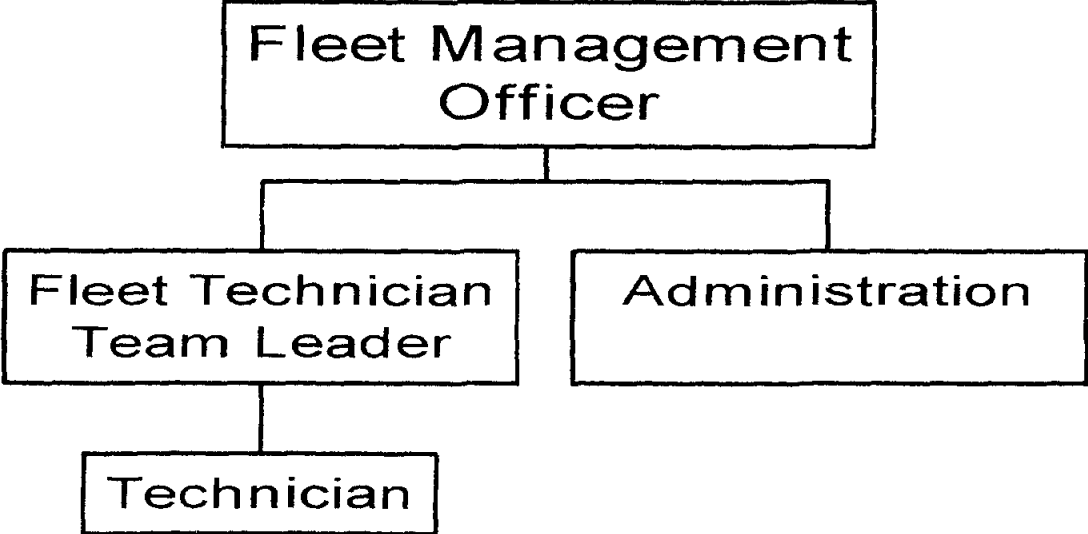 Fleet Management
Officer
Fleet Technician
Team Leader
Administration
Technician